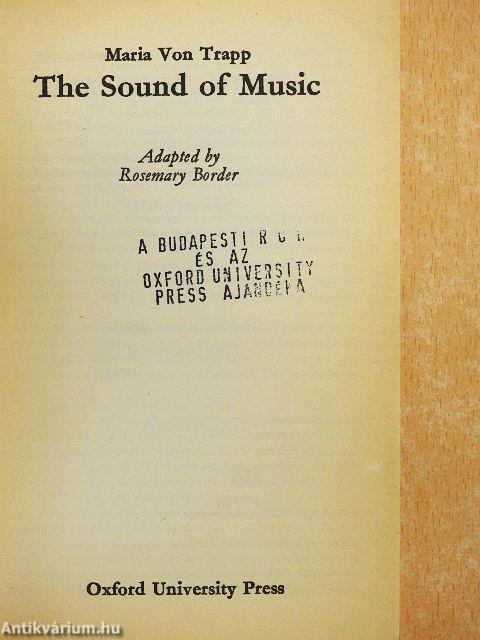 Maria Von Trapp
The Sound of Music
Adapted by
Rosemary Border
A BUDAPESTI
ÉS AZ
OXFORD UNIVERSITY
PRESS AJÁNDÉKA
Oxford University Press
Antikvárium.hu